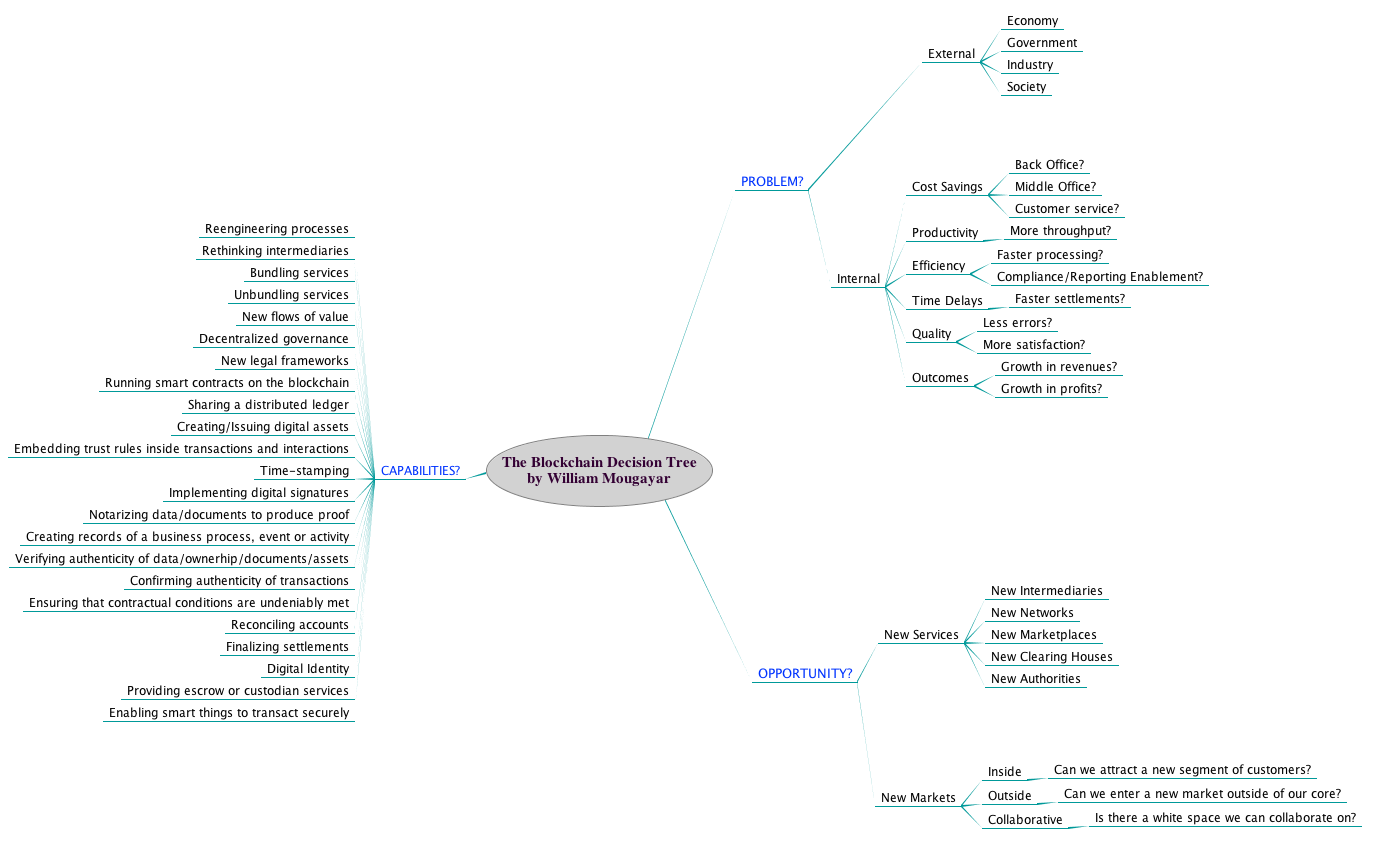 The Blockchain Decision Tree
by William Mougayar
PROBLEM?
External
Economy
Government
Industry
Society
Internal
Cost Savings
Back Office?
Middle Office?
Customer service?
Productivity
More throughput?
Efficiency
Faster processing?
Compliance/Reporting Enablement?
Time Delays
Faster settlements?
Quality
Less errors?
More satisfaction?
Outcomes
Growth in revenues?
Growth in profits?
OPPORTUNITY?
New Services
New Intermediaries
New Networks
New Marketplaces
New Clearing Houses
New Authorities
New Markets
Inside
Can we attract a new segment of customers?
Outside
Can we enter a new market outside of our core?
Collaborative
Is there a white space we can collaborate on?
CAPABILITIES?
Reengineering processes
Rethinking intermediaries
Bundling services
Unbundling services
New flows of value
Decentralized governance
New legal frameworks
Running smart contracts on the blockchain
Sharing a distributed ledger
Creating/Issuing digital assets
Embedding trust rules inside transactions and interactions
Time-stamping
Implementing digital signatures
Notarizing data/documents to produce proof
Creating records of a business process, event or activity
Verifying authenticity of data/ownerhip/documents/assets
Confirming authenticity of transactions
Ensuring that contractual conditions are undeniably met
Reconciling accounts
Finalizing settlements
Digital Identity
Providing escrow or custodian services
Enabling smart things to transact securely